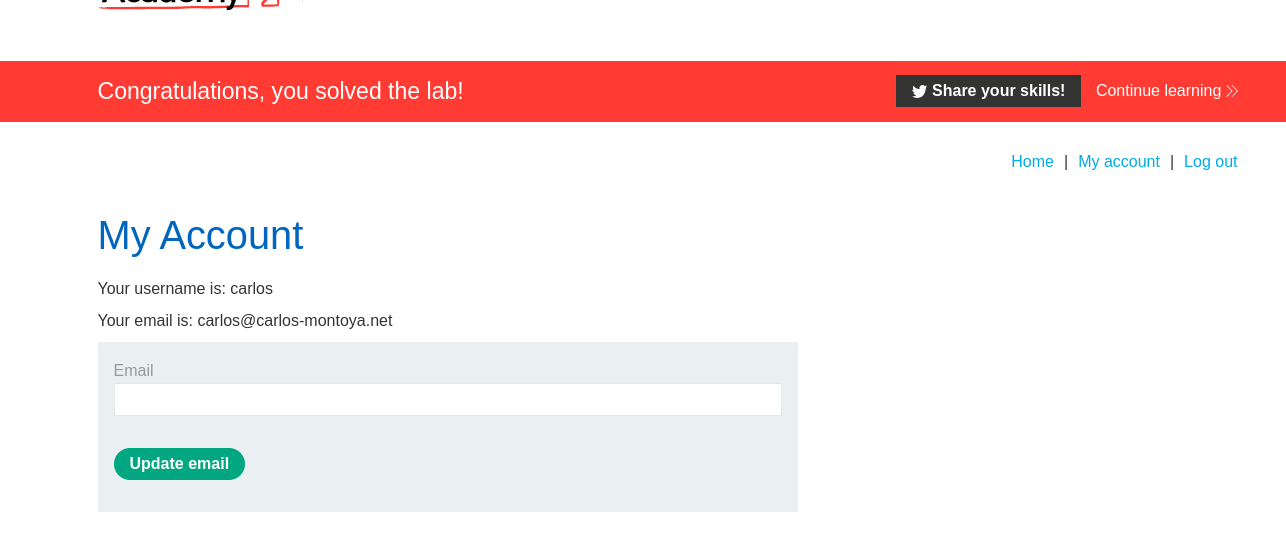 Academy
Congratulations, you solved the lab!
Share your skills!
Continue learning
Home | My account | Log out
My Account
Your username is: carlos
Your email is: carlos@carlos-montoya.net
Email
Update email